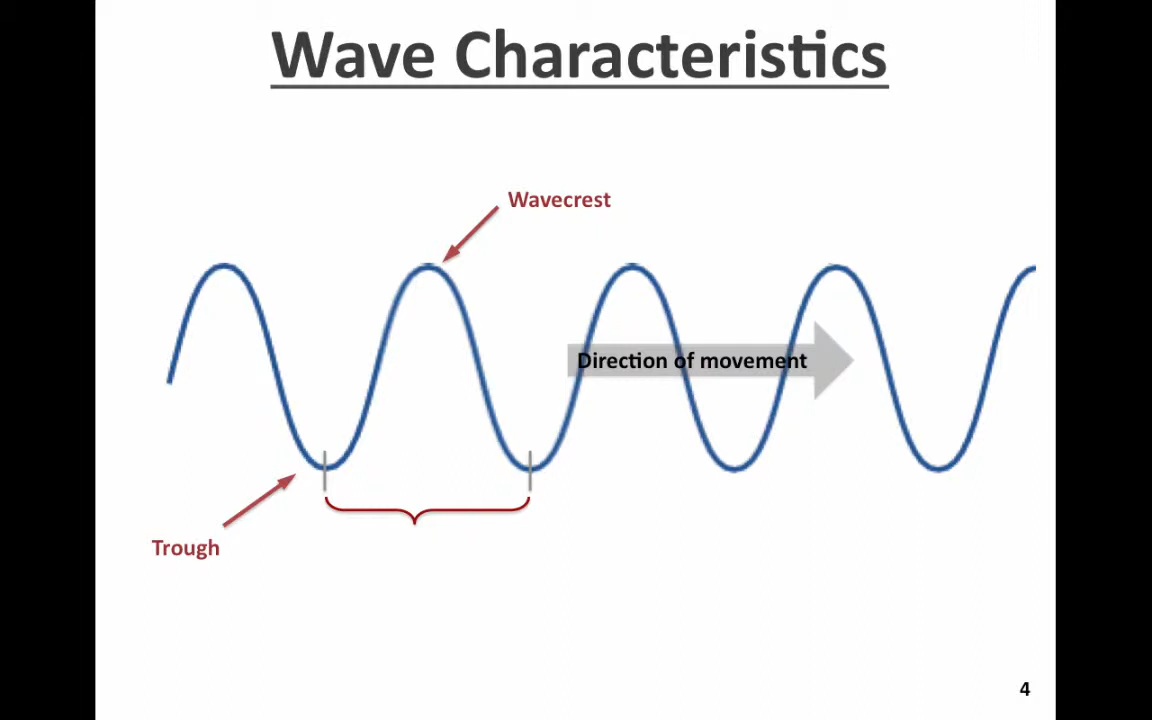 Wave Characteristics
Wavecrest
Direction of movement
Trough
4